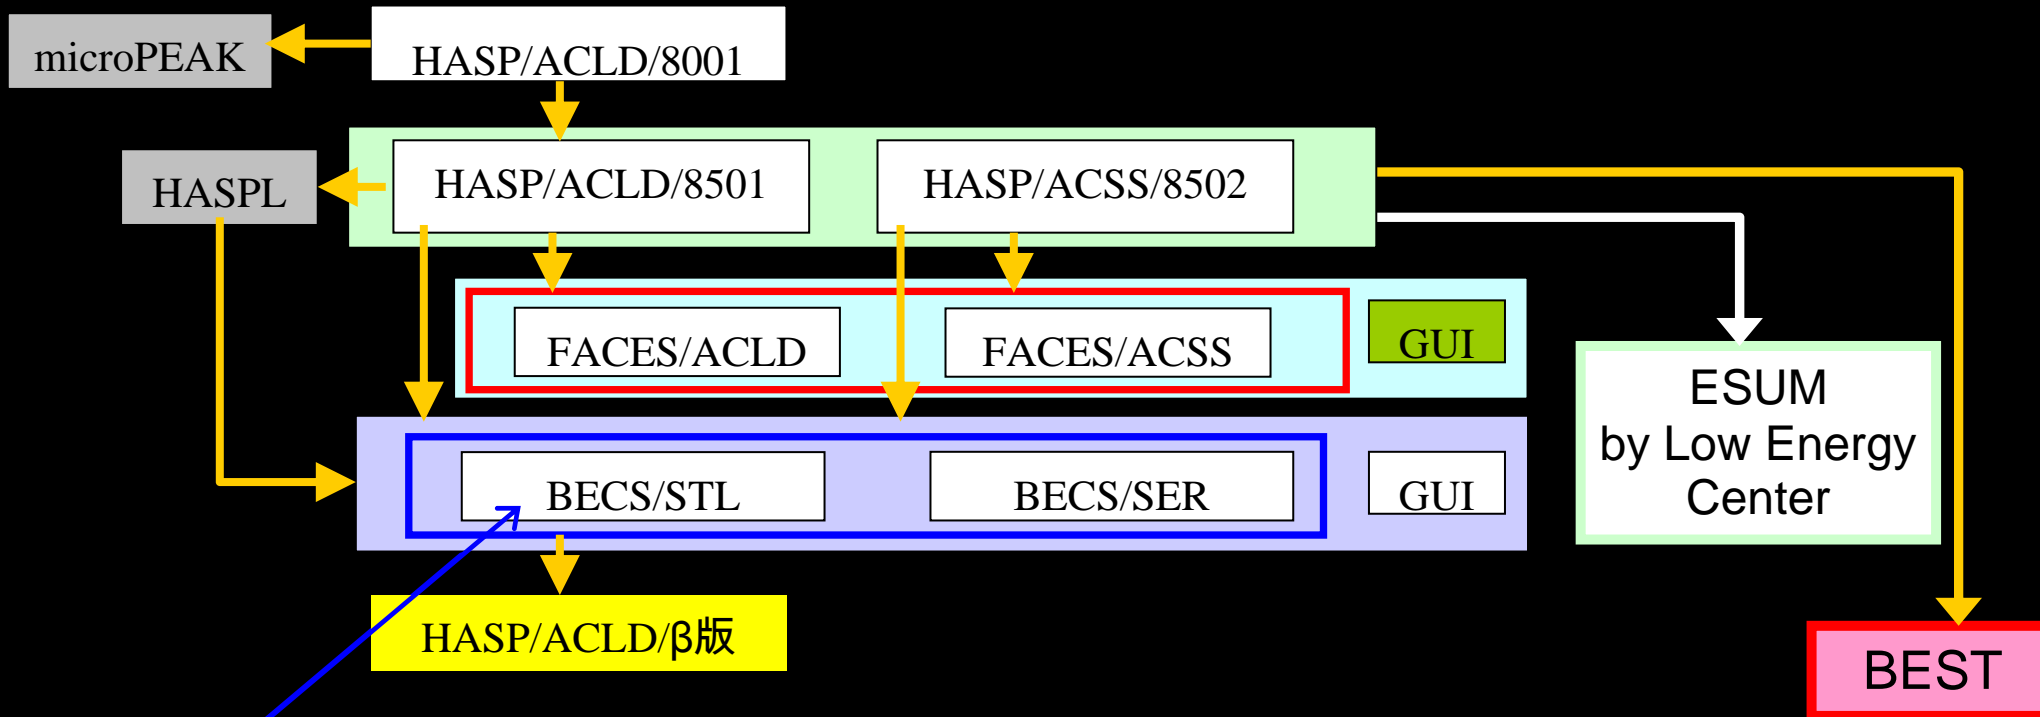 microPEAK
HASP/ACLD/8001
HASPL
HASP/ACLD/8501
HASP/ACSS/8502
FACES/ACLD
FACES/ACSS
GUI
ESUM
by Low Energy
Center
BECS/STL
BECS/SER
GUI
HASP/ACLD/β版
BEST